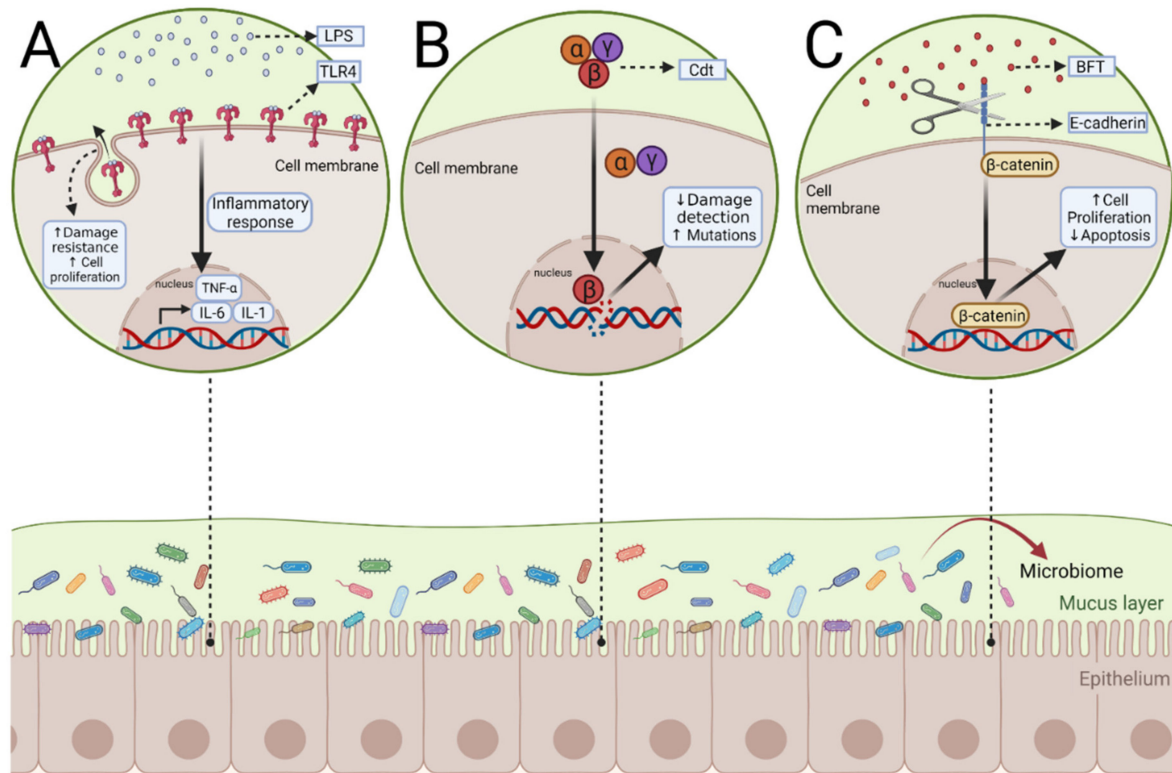 A
LPS
TLR4
Cell membrane
Inflammatory
response
↑Damage
resistance
↑ Cell
proliferation
nucleus
TNF-α
IL-6
IL-1
B
α
γ
β
Cdt
Cell membrane
α
γ
↓Damage
detection
↑ Mutations
nucleus
β
C
BFT
E-cadherin
β-catenin
Cell
membrane
↑Cell
Proliferation
↓Apoptosis
nucleus
β-catenin
Microbiome
Mucus layer
Epithelium